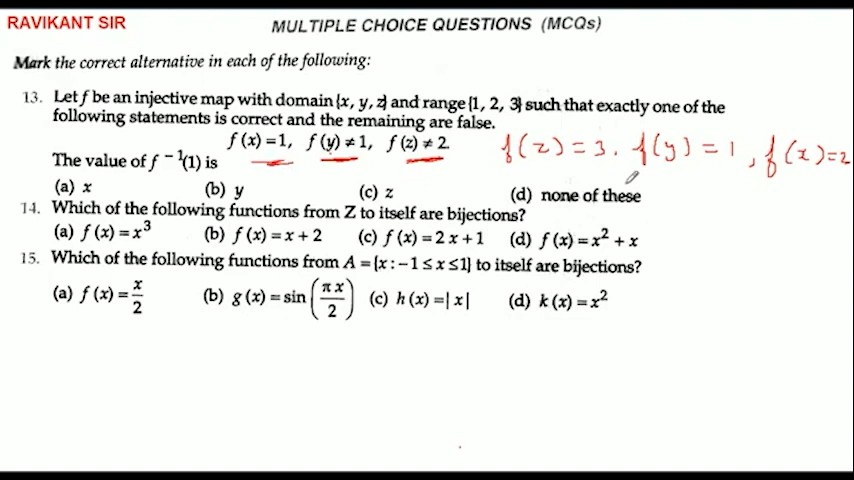 RAVIKANT SIR
MULTIPLE CHOICE QUESTIONS (MCQs)
Mark the correct alternative in each of the following:
13. Let f be an injective map with domain {x, y, z} and range {1, 2, 3} such that exactly one of the
following statements is correct and the remaining are false.
f(x) = 1, f(y) ≠ 1, f(z) ≠ 2 f(z) = 3. f(y) = 1, f(x) = 2
The value of f⁻¹(1) is
(a) x (b) y (c) z (d) none of these
14. Which of the following functions from Z to itself are bijections?
(a) f(x) = x³ (b) f(x) = x + 2 (c) f(x) = 2x + 1 (d) f(x) = x² + x
15. Which of the following functions from A = {x : −1 ≤ x ≤ 1} to itself are bijections?
(a) f(x) = x/2 (b) g(x) = sin(πx/2) (c) h(x) = |x| (d) k(x) = x²